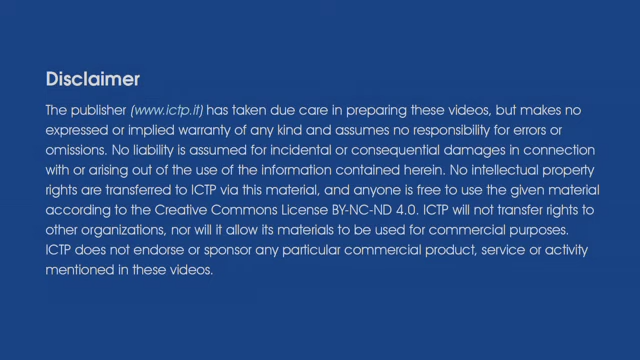 Disclaimer
The publisher (www.ictp.it) has taken due care in preparing these videos, but makes no
expressed or implied warranty of any kind and assumes no responsibility for errors or
omissions. No liability is assumed for incidental or consequential damages in connection
with or arising out of the use of the information contained herein. No intellectual property
rights are transferred to ICTP via this material, and anyone is free to use the given material
according to the Creative Commons License BY-NC-ND 4.0. ICTP will not transfer rights to
other organizations, nor will it allow its materials to be used for commercial purposes.
ICTP does not endorse or sponsor any particular commercial product, service or activity
mentioned in these videos.